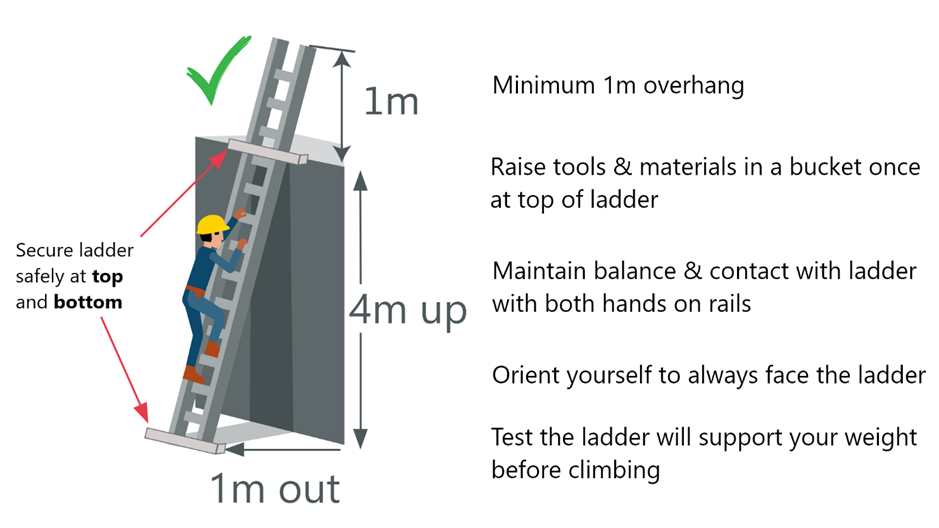 1m
Minimum 1m overhang
Raise tools & materials in a bucket once
at top of ladder
Secure ladder
safely at top
and bottom
Maintain balance & contact with ladder
with both hands on rails
4m up
Orient yourself to always face the ladder
Test the ladder will support your weight
before climbing
1m out